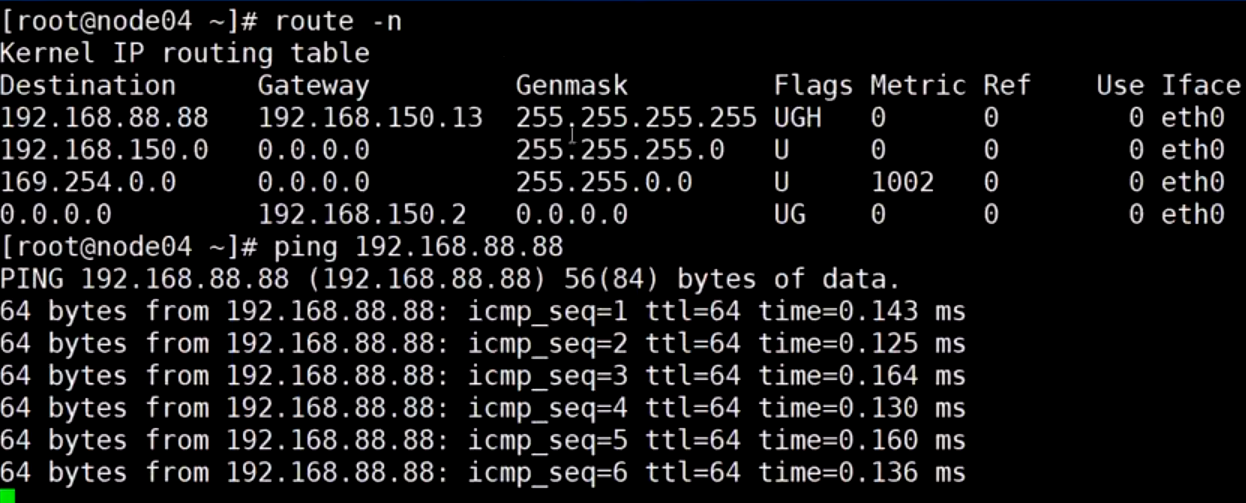 [root@node04 ~]# route -n
Kernel IP routing table
Destination     Gateway         Genmask         Flags Metric Ref    Use Iface
192.168.88.88   192.168.150.13  255.255.255.255 UGH   0      0        0 eth0
192.168.150.0   0.0.0.0         255.255.255.0   U     0      0        0 eth0
169.254.0.0     0.0.0.0         255.255.0.0     U     1002   0        0 eth0
0.0.0.0         192.168.150.2   0.0.0.0         UG    0      0        0 eth0
[root@node04 ~]# ping 192.168.88.88
PING 192.168.88.88 (192.168.88.88) 56(84) bytes of data.
64 bytes from 192.168.88.88: icmp_seq=1 ttl=64 time=0.143 ms
64 bytes from 192.168.88.88: icmp_seq=2 ttl=64 time=0.125 ms
64 bytes from 192.168.88.88: icmp_seq=3 ttl=64 time=0.164 ms
64 bytes from 192.168.88.88: icmp_seq=4 ttl=64 time=0.130 ms
64 bytes from 192.168.88.88: icmp_seq=5 ttl=64 time=0.160 ms
64 bytes from 192.168.88.88: icmp_seq=6 ttl=64 time=0.136 ms